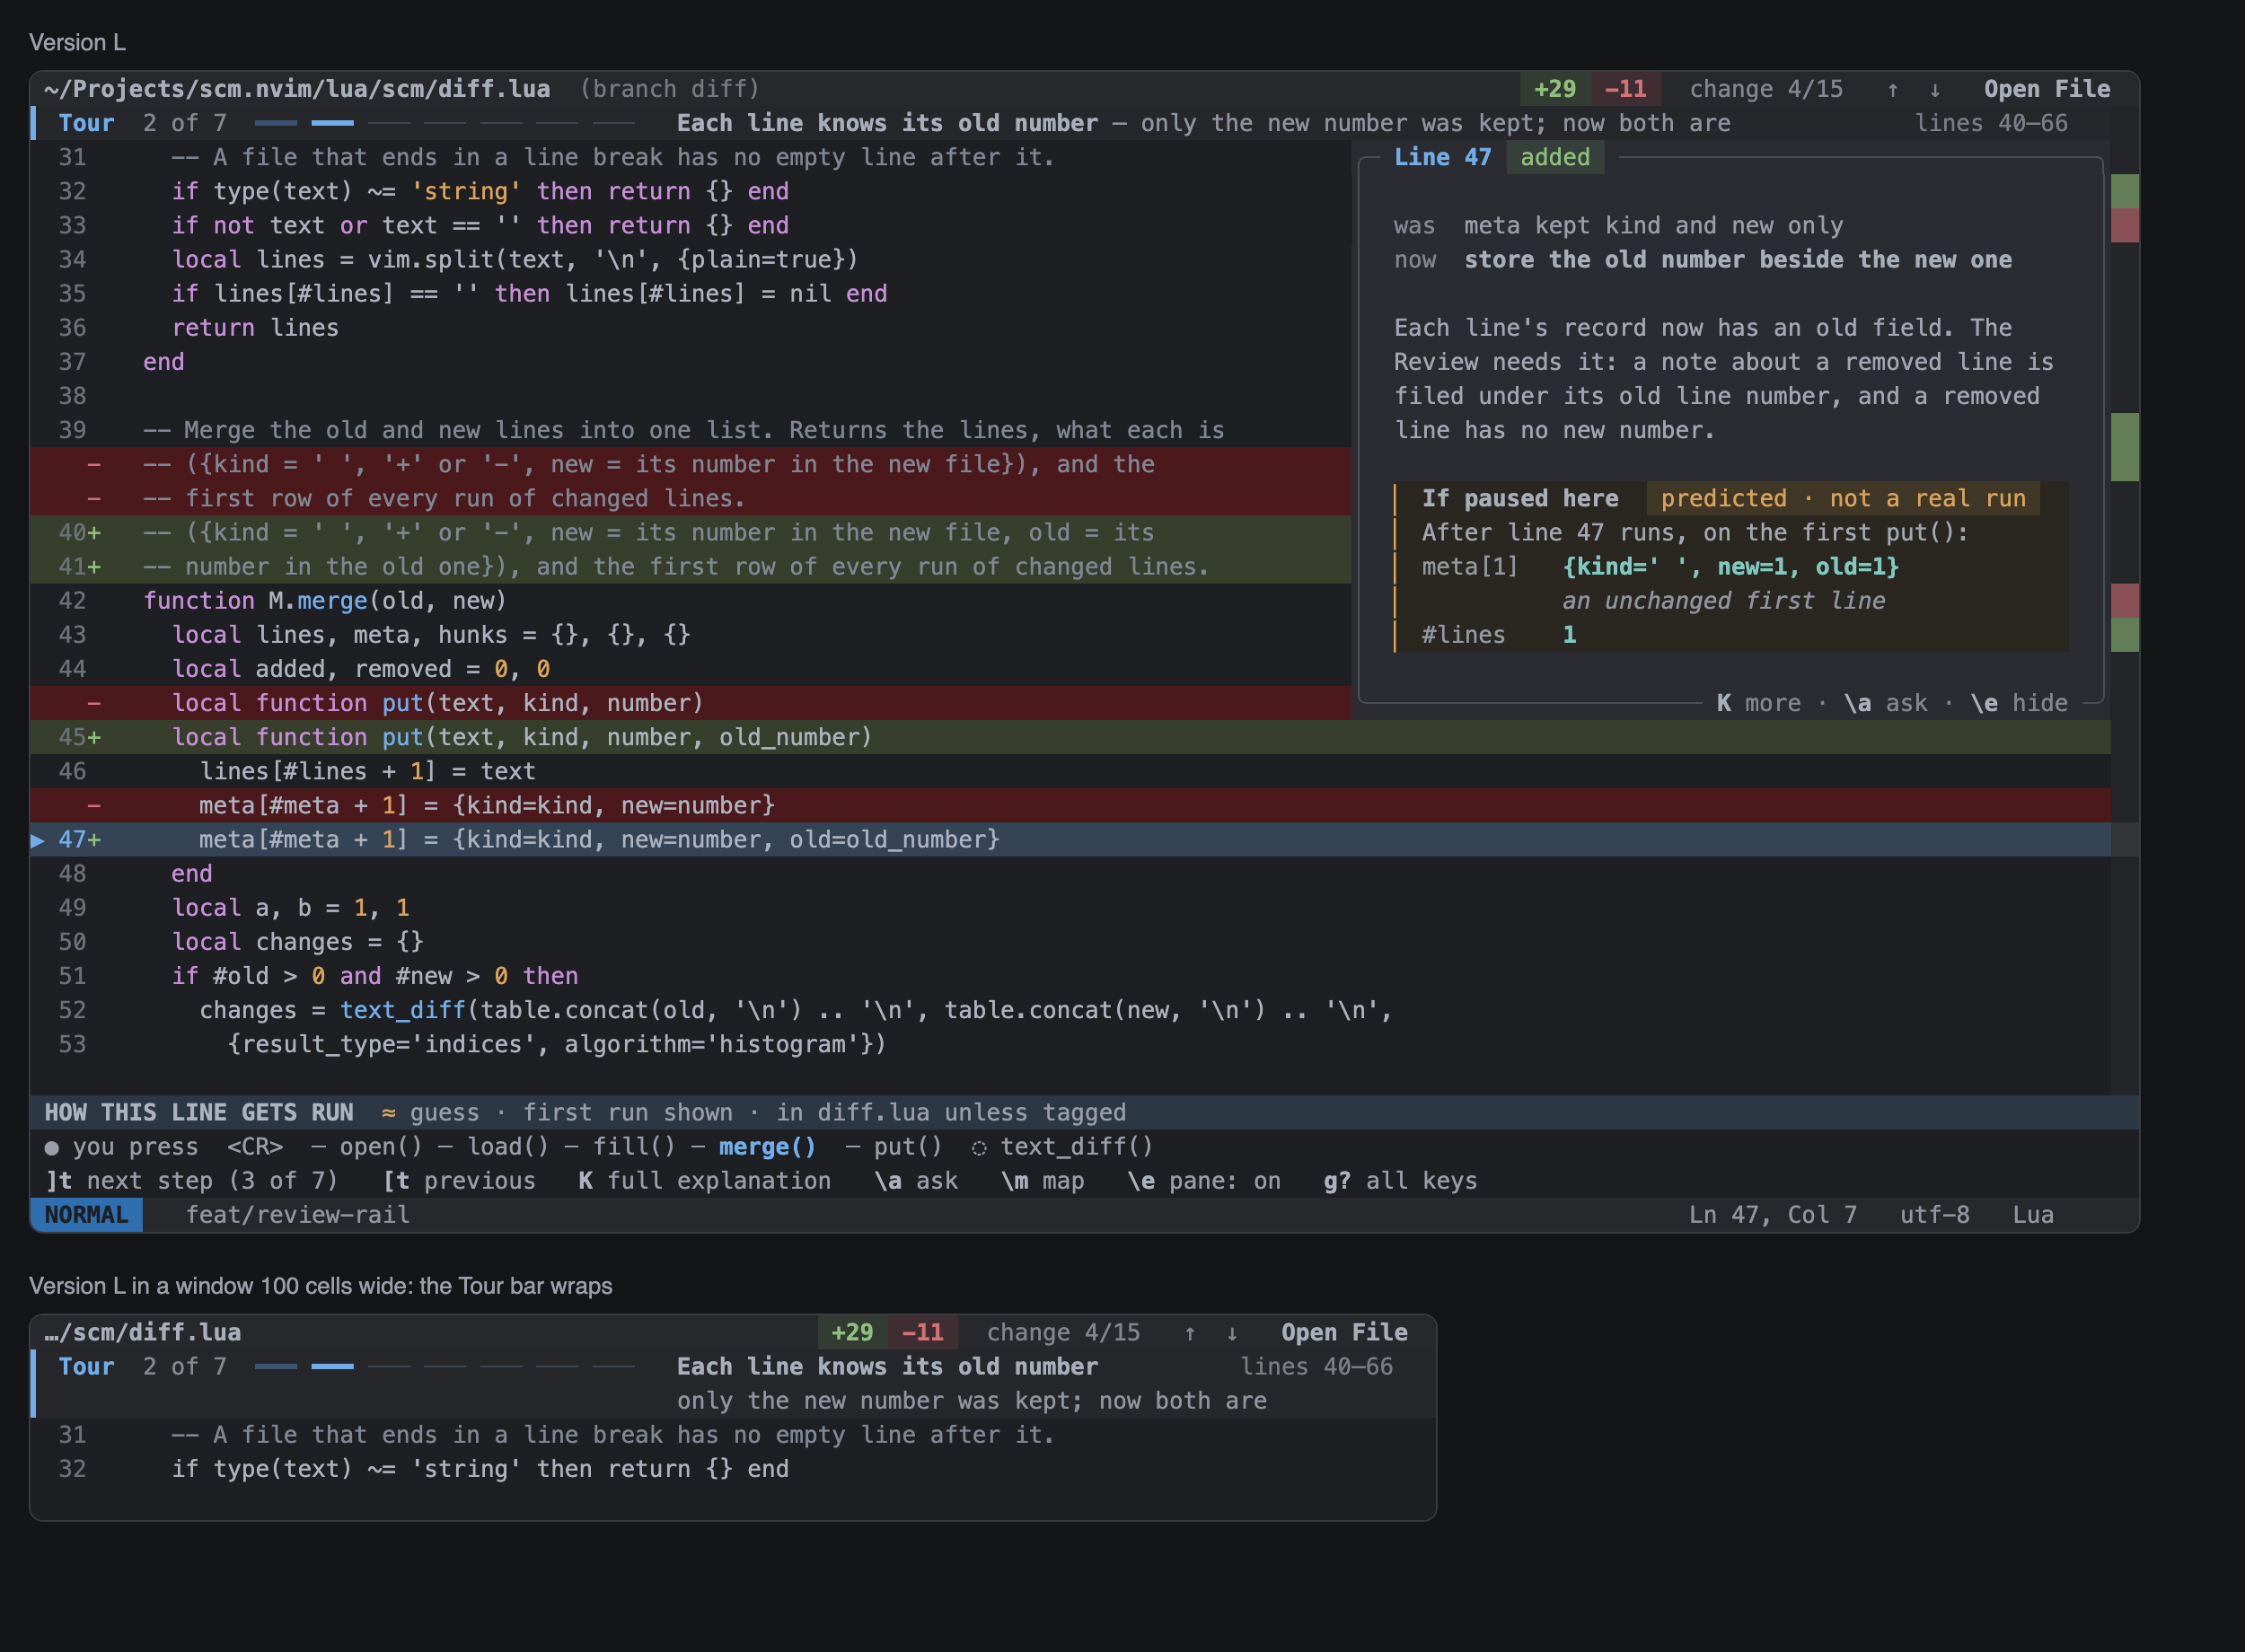 Version L
~/Projects/scm.nvim/lua/scm/diff.lua (branch diff) +29 −11 change 4/15 ↑ ↓ Open File
Tour 2 of 7 Each line knows its old number — only the new number was kept; now both are lines 40–66
31 -- A file that ends in a line break has no empty line after it.
32 if type(text) ~= 'string' then return {} end
33 if not text or text == '' then return {} end
34 local lines = vim.split(text, '\n', {plain=true})
35 if lines[#lines] == '' then lines[#lines] = nil end
36 return lines
37 end
38
39 -- Merge the old and new lines into one list. Returns the lines, what each is
− -- ({kind = ' ', '+' or '-', new = its number in the new file}), and the
− -- first row of every run of changed lines.
40+ -- ({kind = ' ', '+' or '-', new = its number in the new file, old = its
41+ -- number in the old one}), and the first row of every run of changed lines.
42 function M.merge(old, new)
43 local lines, meta, hunks = {}, {}, {}
44 local added, removed = 0, 0
− local function put(text, kind, number)
45+ local function put(text, kind, number, old_number)
46 lines[#lines + 1] = text
− meta[#meta + 1] = {kind=kind, new=number}
▶ 47+ meta[#meta + 1] = {kind=kind, new=number, old=old_number}
48 end
49 local a, b = 1, 1
50 local changes = {}
51 if #old > 0 and #new > 0 then
52 changes = text_diff(table.concat(old, '\n') .. '\n', table.concat(new, '\n') .. '\n',
53 {result_type='indices', algorithm='histogram'})
Line 47 added
was meta kept kind and new only
now store the old number beside the new one
Each line's record now has an old field. The
Review needs it: a note about a removed line is
filed under its old line number, and a removed
line has no new number.
If paused here predicted · not a real run
After line 47 runs, on the first put():
meta[1] {kind=' ', new=1, old=1}
an unchanged first line
#lines 1
K more · \a ask · \e hide
HOW THIS LINE GETS RUN ≈ guess · first run shown · in diff.lua unless tagged
● you press <CR> — open() — load() — fill() — merge() — put() ◌ text_diff()
]t next step (3 of 7) [t previous K full explanation \a ask \m map \e pane: on g? all keys
NORMAL feat/review-rail Ln 47, Col 7 utf-8 Lua
Version L in a window 100 cells wide: the Tour bar wraps
…/scm/diff.lua +29 −11 change 4/15 ↑ ↓ Open File
Tour 2 of 7 Each line knows its old number lines 40–66
only the new number was kept; now both are
31 -- A file that ends in a line break has no empty line after it.
32 if type(text) ~= 'string' then return {} end